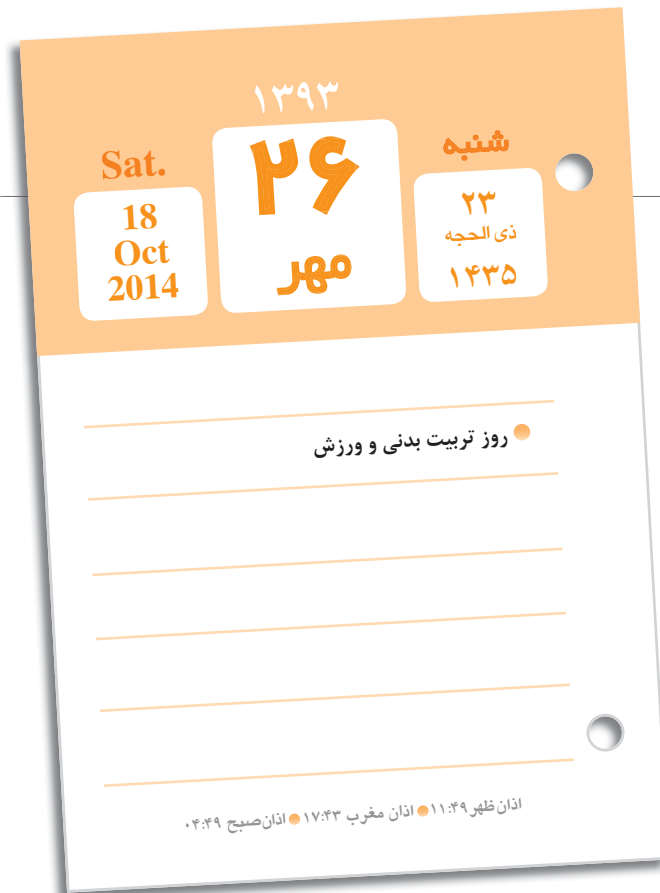 ۱۳۹۳
شنبه
۲۶
Sat.
۲۳
ذی الحجه
۱۴۳۵
مهر
18
Oct
2014
روز تربیت بدنی و ورزش
اذان ظهر ۱۱:۴۹ اذان مغرب ۱۷:۴۳ اذان صبح ۰۴:۴۹